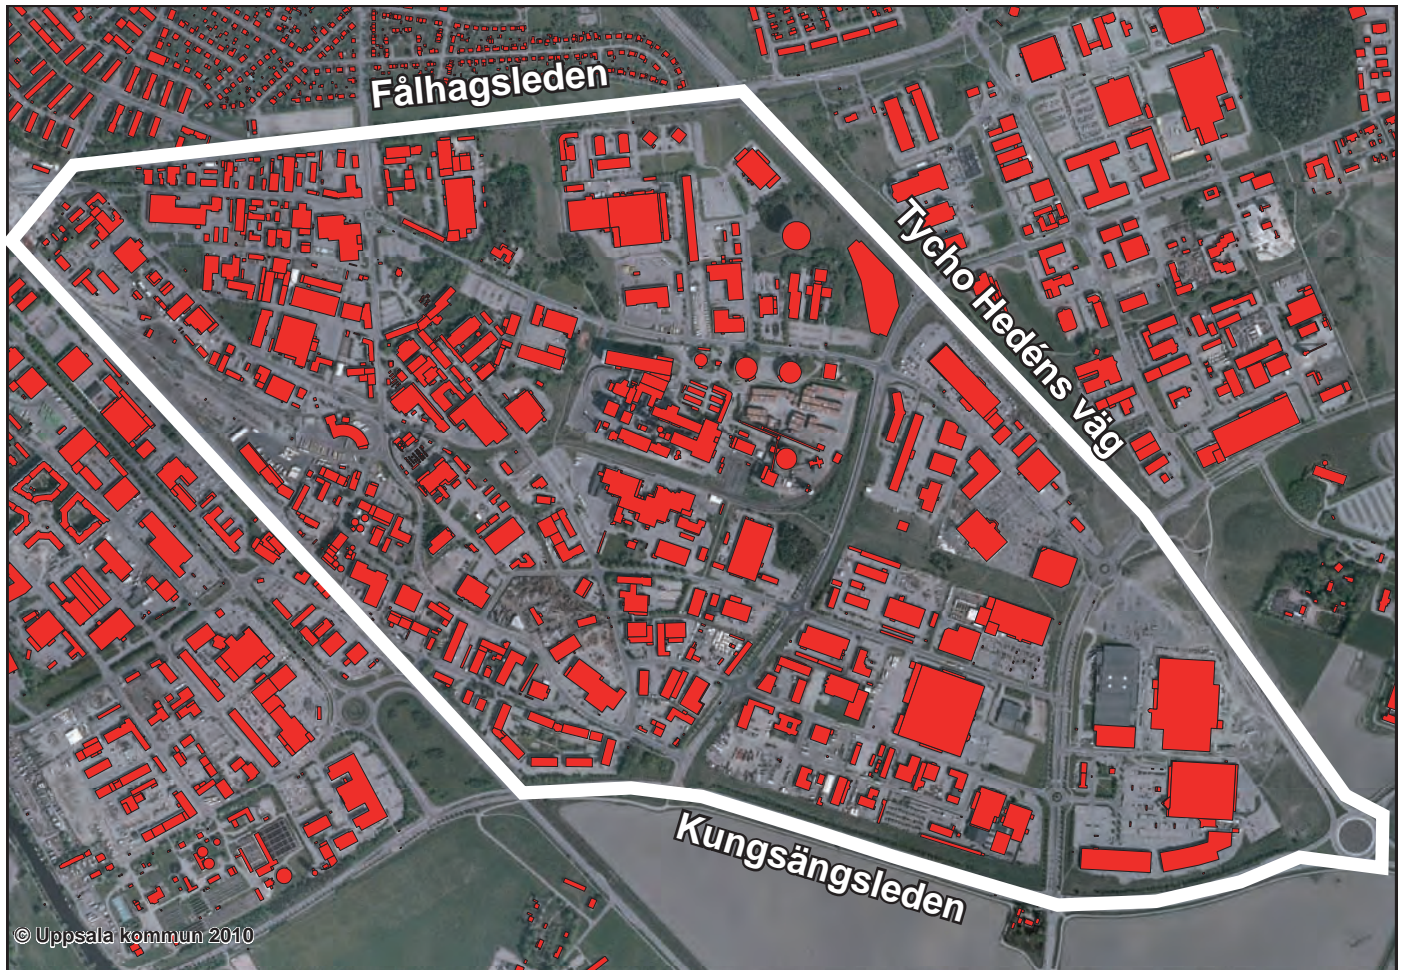 Fålhagsleden
Tycho Hedéns väg
Kungsängsleden
© Uppsala kommun 2010